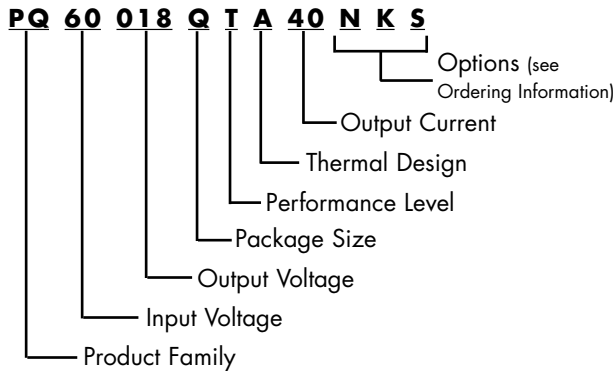 PQ 60 018 Q T A 40 N K S
Options (see
Ordering Information)
Output Current
Thermal Design
Performance Level
Package Size
Output Voltage
Input Voltage
Product Family